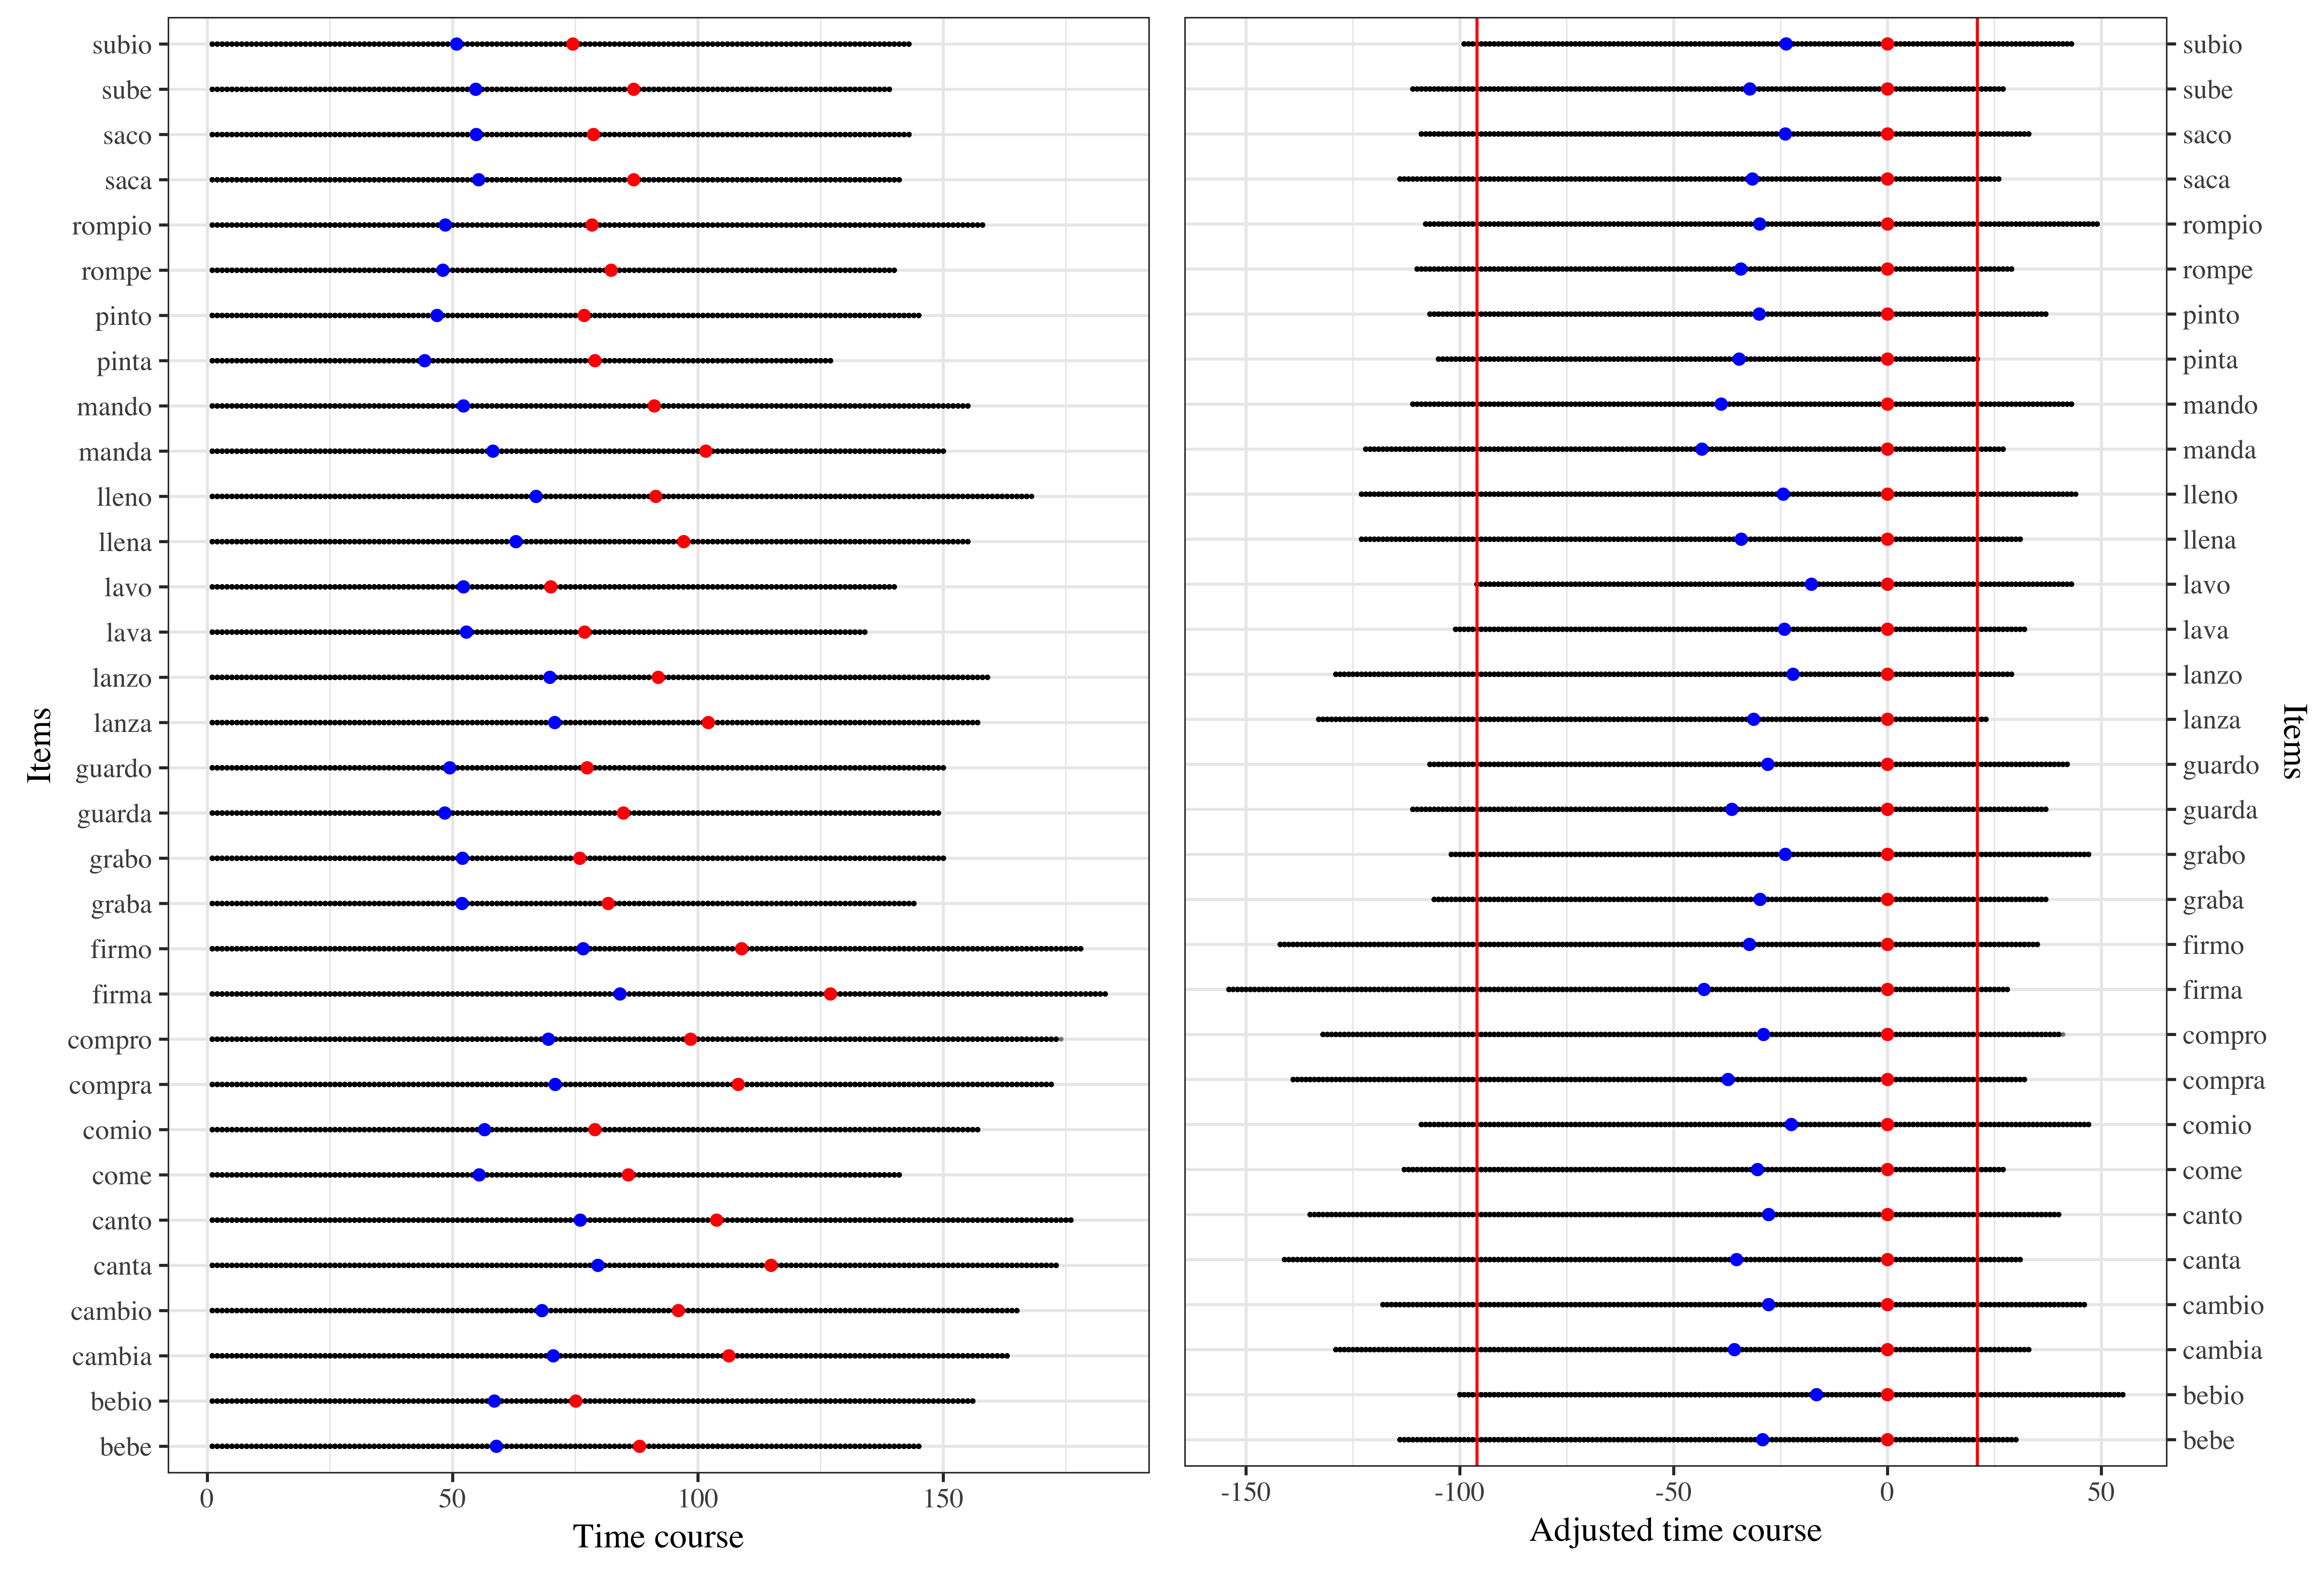 Items
subio
sube
saco
saca
rompio
rompe
pinto
pinta
mando
manda
lleno
llena
lavo
lava
lanzo
lanza
guardo
guarda
grabo
graba
firmo
firma
compro
compra
comio
come
canto
canta
cambio
cambia
bebio
bebe
0 50 100 150
Time course
subio
sube
saco
saca
rompio
rompe
pinto
pinta
mando
manda
lleno
llena
lavo
lava
lanzo
lanza
guardo
guarda
grabo
graba
firmo
firma
compro
compra
comio
come
canto
canta
cambio
cambia
bebio
bebe
Items
-150 -100 -50 0 50
Adjusted time course